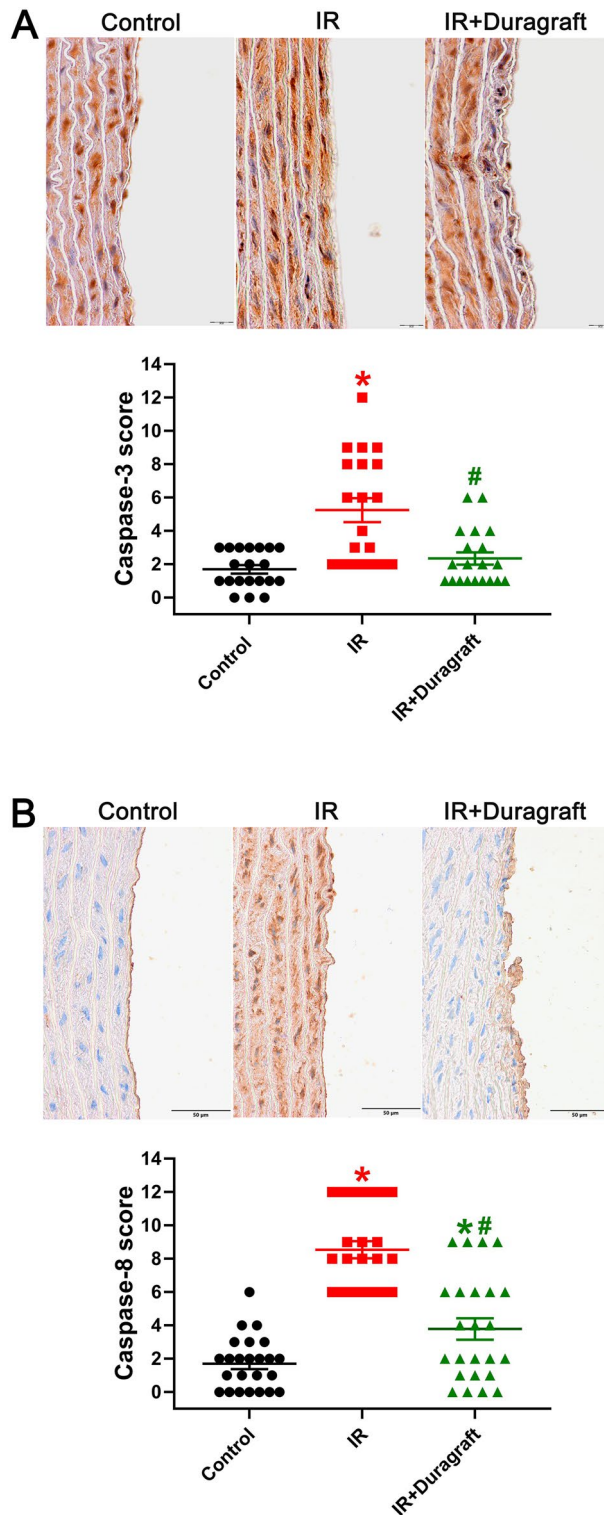 A
Control IR IR+Duragraft
14
*
12
10
8
#
6
4
2
0
Caspase-3 score
Control IR IR+Duragraft
B
Control IR IR+Duragraft
50 µm 50 µm 50 µm
14
*
12
10
* #
8
6
4
2
0
Caspase-8 score
Control IR IR+Duragraft